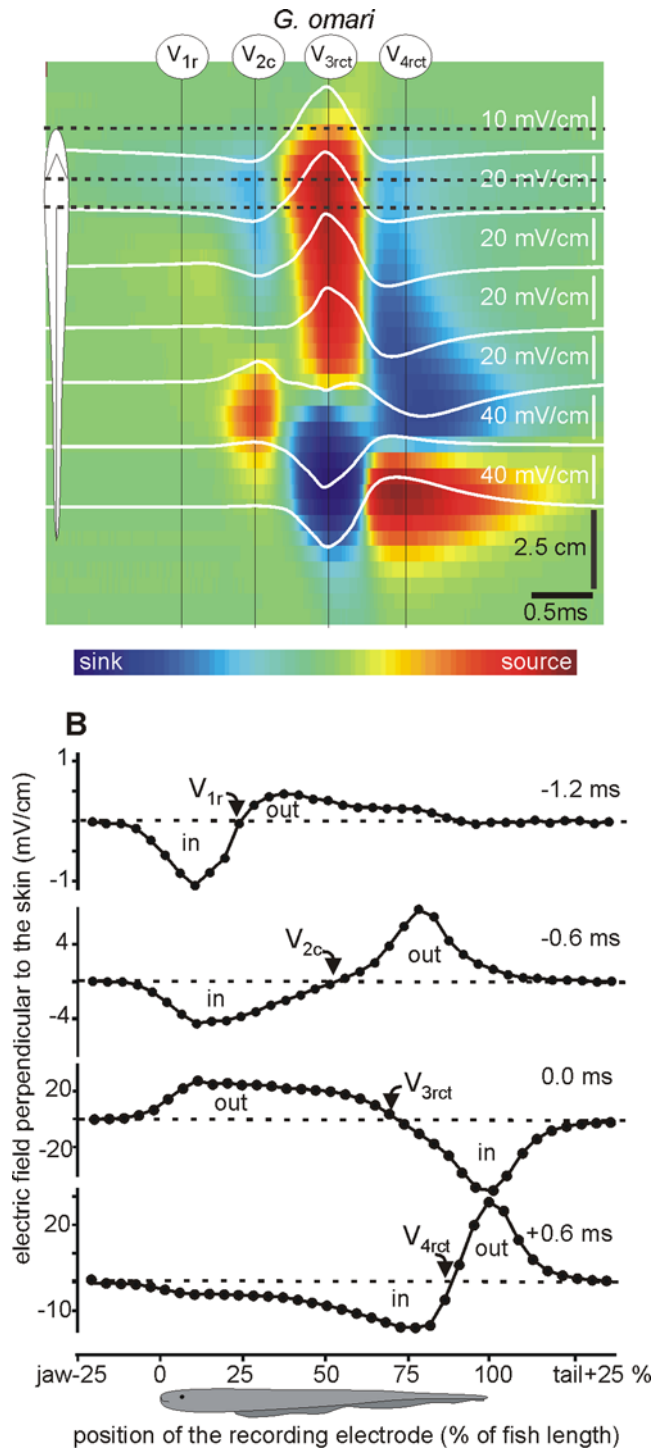 G. omari
V1r V2c V3rct V4rct
10 mV/cm
20 mV/cm
20 mV/cm
20 mV/cm
20 mV/cm
40 mV/cm
40 mV/cm
2.5 cm
0.5ms
sink source
B
electric field perpendicular to the skin (mV/cm)
1
-1
V1r
in
out
-1.2 ms
4
-4
V2c
in
out
-0.6 ms
20
-20
out
V3rct
in
0.0 ms
20
-10
V4rct
in
out
+0.6 ms
jaw-25 0 25 50 75 100 tail+25 %
position of the recording electrode (% of fish length)